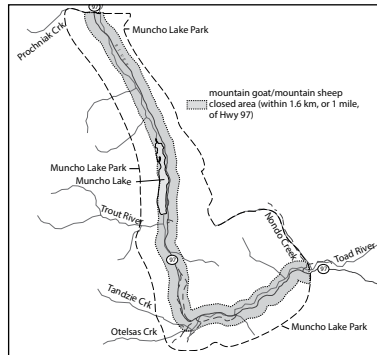 97
Prochniak Crk
Muncho Lake Park
mountain goat/mountain sheep
closed area (within 1.6 km, or 1 mile,
of Hwy 97)
Muncho Lake Park
Muncho Lake
Trout River
Nondo Creek
97
Toad River
97
Tandzie Crk
Otelsas Crk
Muncho Lake Park